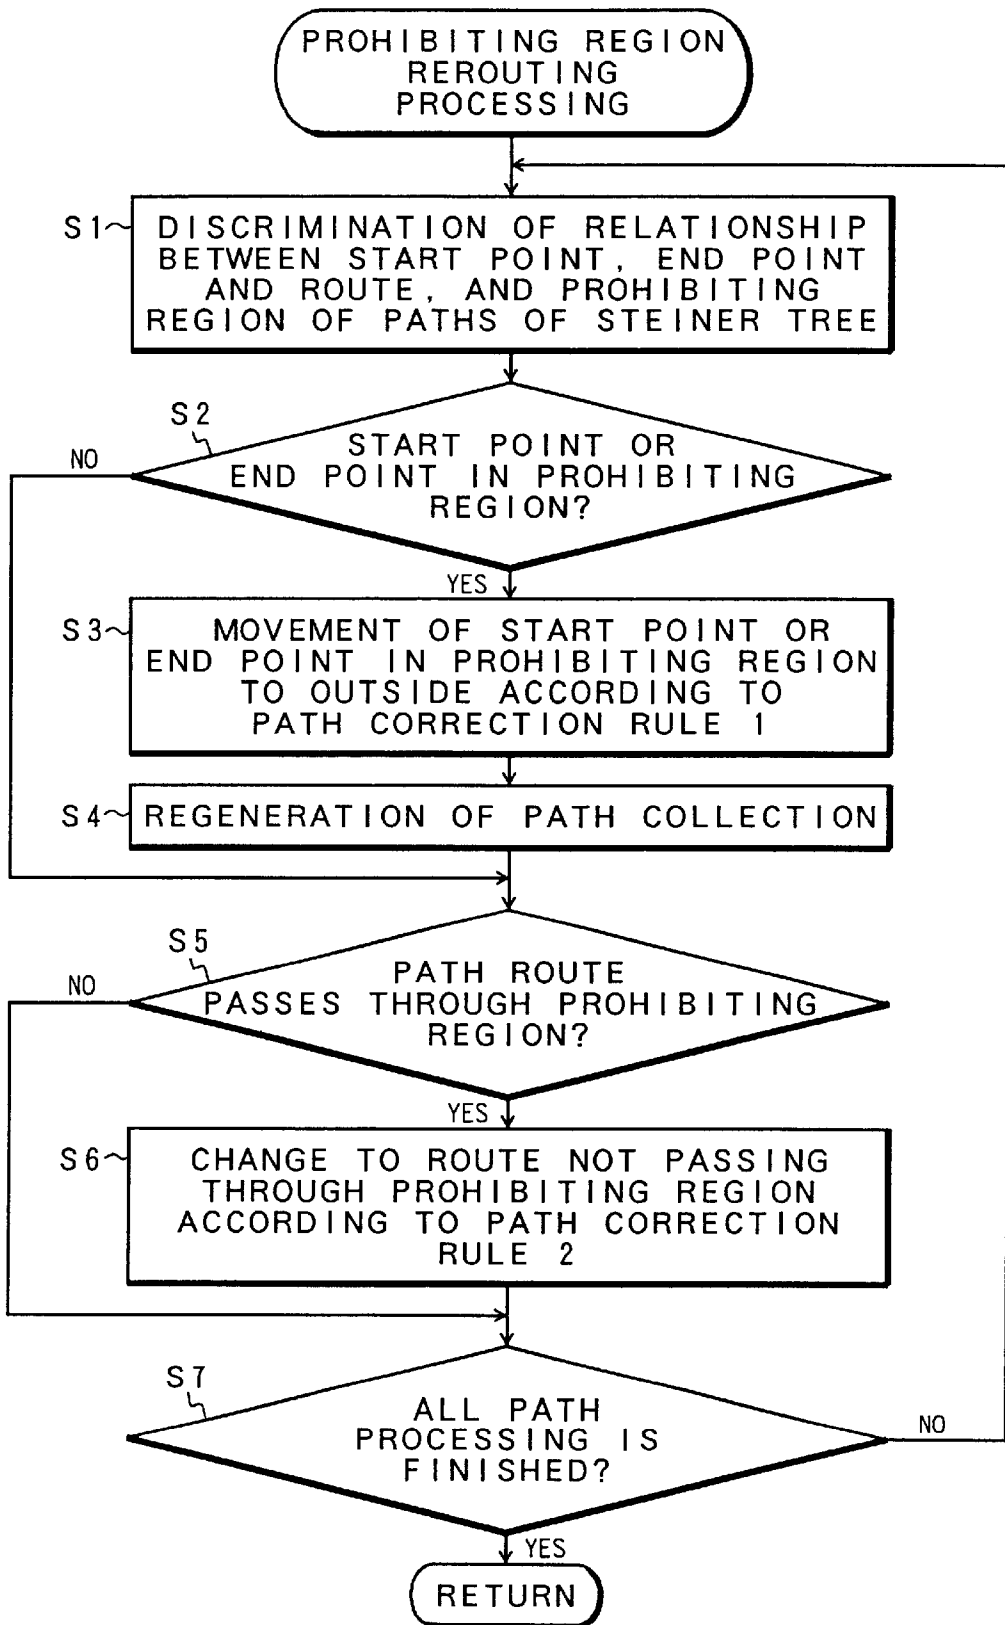 PROHIBITING REGION
REROUTING
PROCESSING
S1
DISCRIMINATION OF RELATIONSHIP
BETWEEN START POINT, END POINT
AND ROUTE, AND PROHIBITING
REGION OF PATHS OF STEINER TREE
S2
NO
START POINT OR
END POINT IN PROHIBITING
REGION?
YES
S3
MOVEMENT OF START POINT OR
END POINT IN PROHIBITING REGION
TO OUTSIDE ACCORDING TO
PATH CORRECTION RULE 1
S4
REGENERATION OF PATH COLLECTION
S5
NO
PATH ROUTE
PASSES THROUGH PROHIBITING
REGION?
YES
S6
CHANGE TO ROUTE NOT PASSING
THROUGH PROHIBITING REGION
ACCORDING TO PATH CORRECTION
RULE 2
S7
ALL PATH
PROCESSING IS
FINISHED?
NO
YES
RETURN